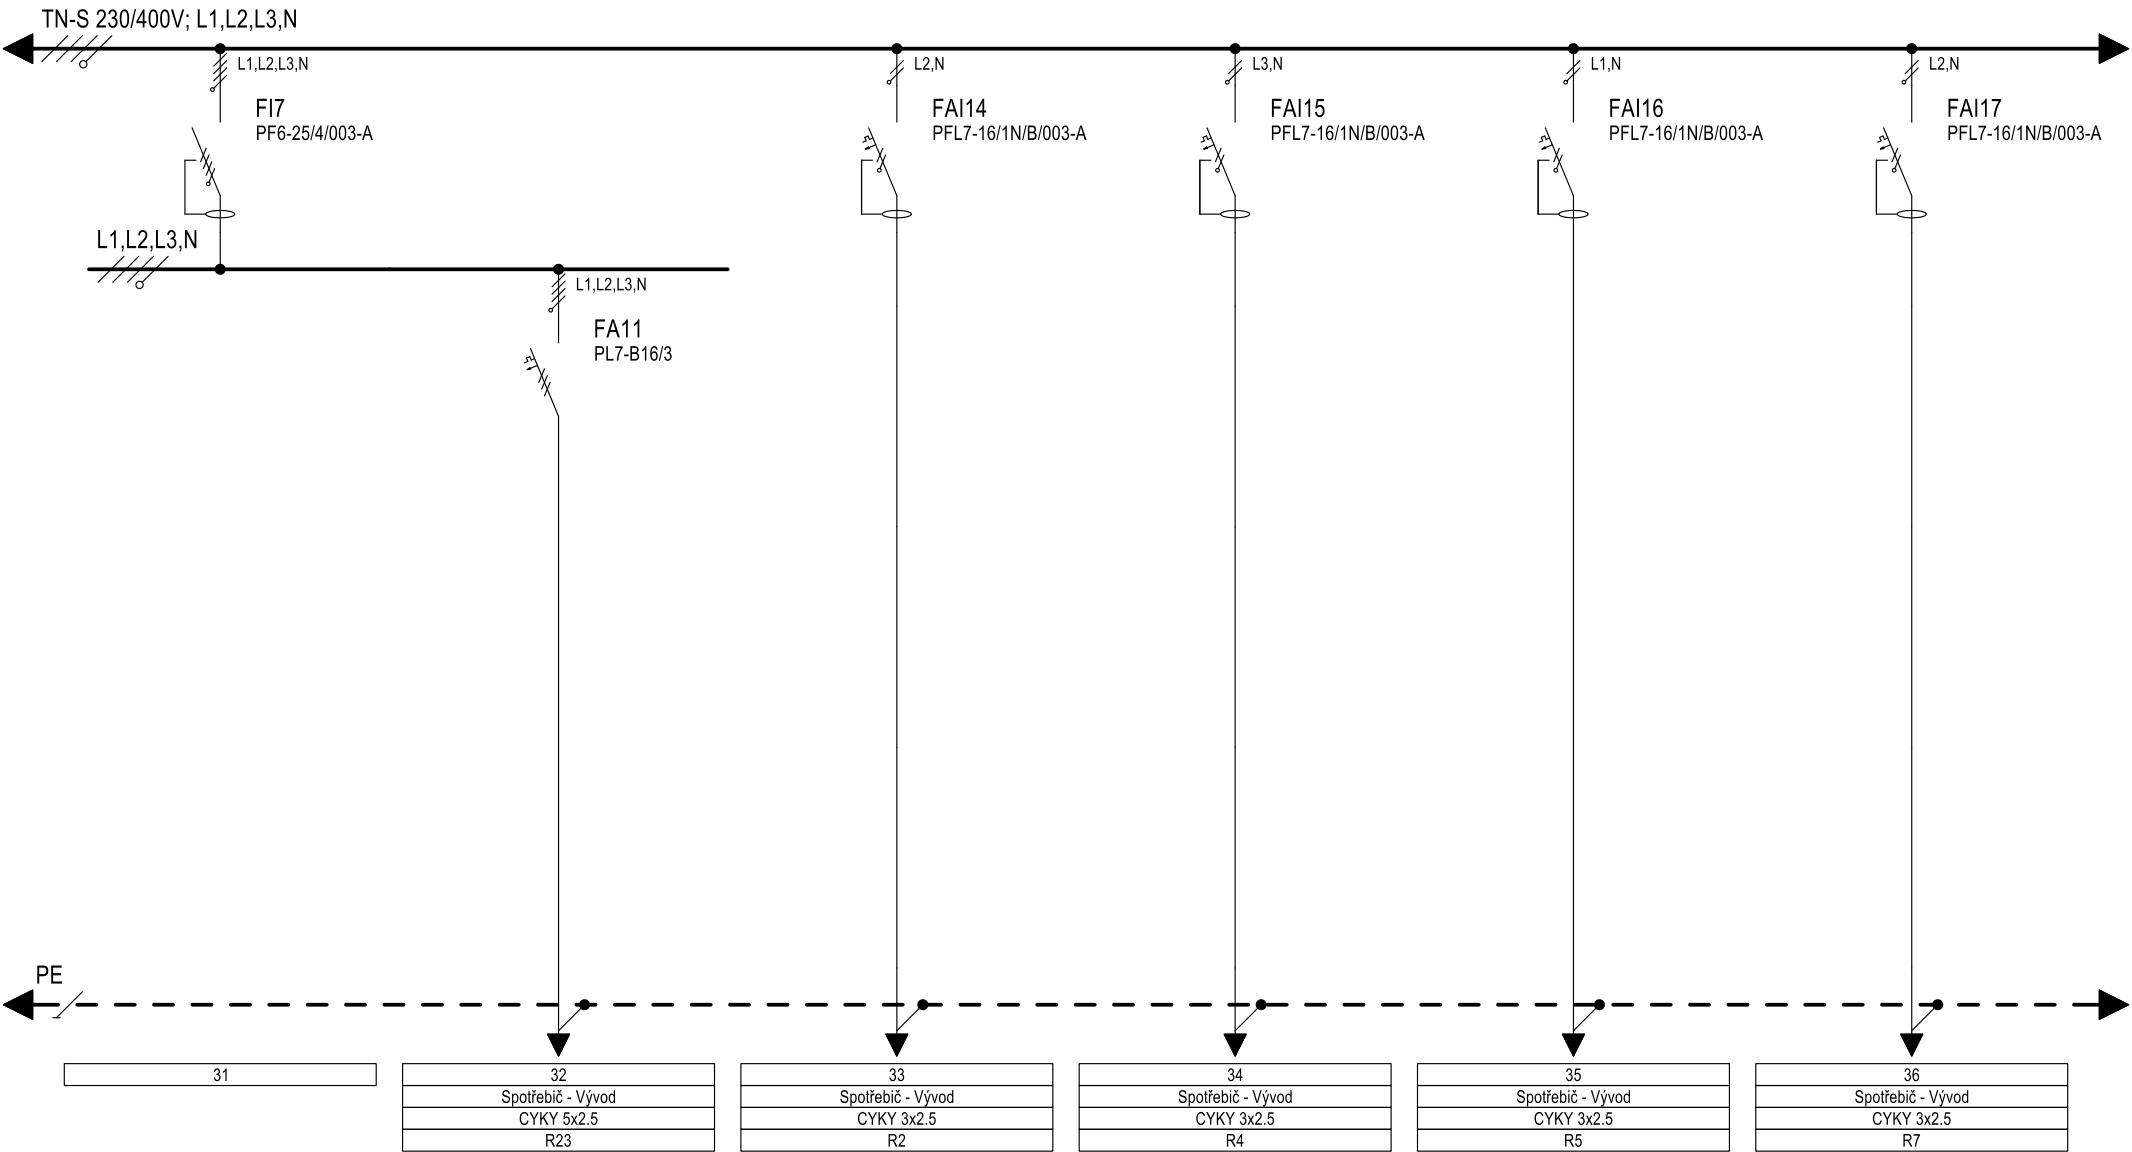 TN-S 230/400V; L1,L2,L3,N
L1,L2,L3,N
L2,N
L3,N
L1,N
L2,N
FI7
PF6-25/4/003-A
FAI14
PFL7-16/1N/B/003-A
FAI15
PFL7-16/1N/B/003-A
FAI16
PFL7-16/1N/B/003-A
FAI17
PFL7-16/1N/B/003-A
L1,L2,L3,N
L1,L2,L3,N
FA11
PL7-B16/3
PE
31
32
Spotřebič - Vývod
CYKY 5x2.5
R23
33
Spotřebič - Vývod
CYKY 3x2.5
R2
34
Spotřebič - Vývod
CYKY 3x2.5
R4
35
Spotřebič - Vývod
CYKY 3x2.5
R5
36
Spotřebič - Vývod
CYKY 3x2.5
R7